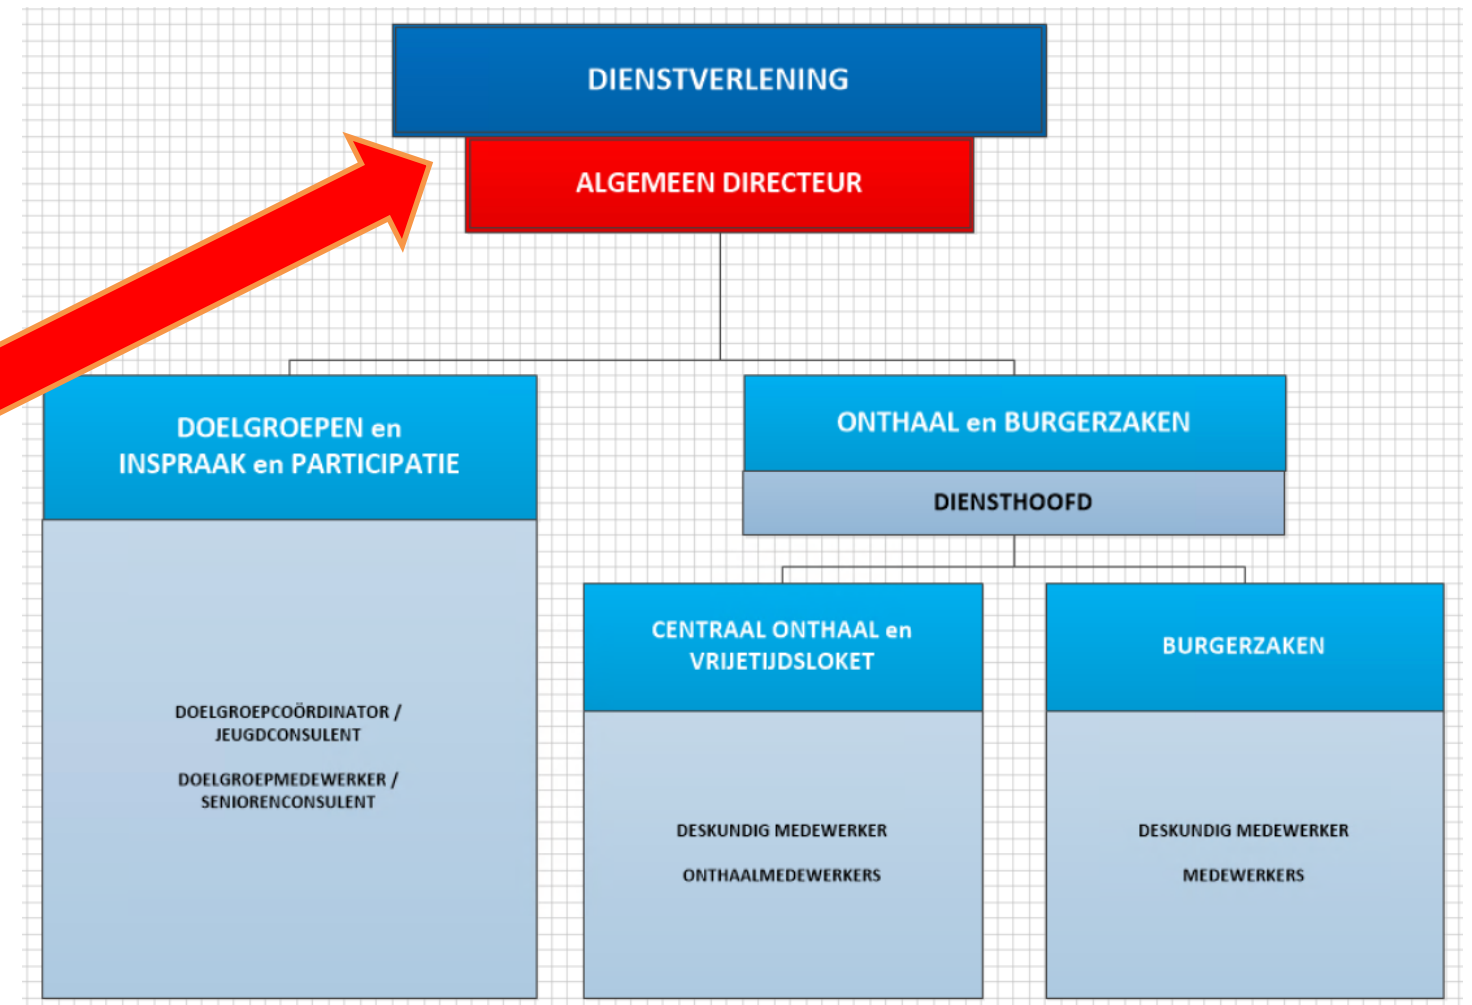 DIENSTVERLENING
ALGEMEEN DIRECTEUR
DOELGROEPEN en
INSPRAAK en PARTICIPATIE
DOELGROEPCOÖRDINATOR /
JEUGDCONSULENT
DOELGROEPMEDEWERKER /
SENIORENCONSULENT
ONTHAAL en BURGERZAKEN
DIENSTHOOFD
CENTRAAL ONTHAAL en
VRIJETIJDSLOKET
DESKUNDIG MEDEWERKER
ONTHAALMEDEWERKERS
BURGERZAKEN
DESKUNDIG MEDEWERKER
MEDEWERKERS